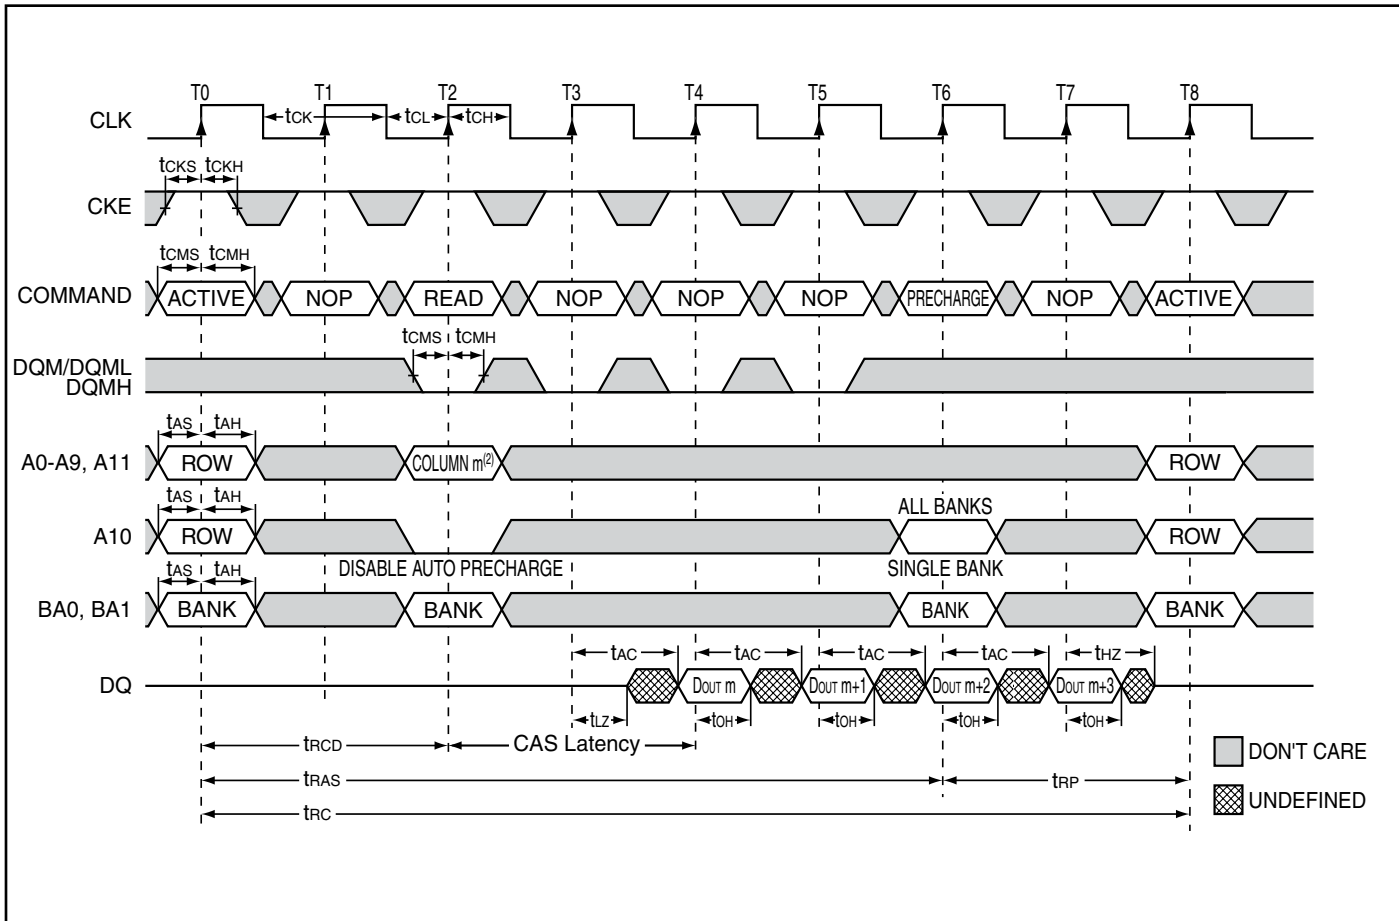 T0 T1 T2 T3 T4 T5 T6 T7 T8
CLK tCK tCL tCH
tCKS tCKH
CKE
tCMS tCMH
COMMAND ACTIVE NOP READ NOP NOP NOP PRECHARGE NOP ACTIVE
tCMS tCMH
DQM/DQML
DQMH
tAS tAH
A0-A9, A11 ROW COLUMN m(2) ROW
tAS tAH ALL BANKS
A10 ROW ROW
DISABLE AUTO PRECHARGE SINGLE BANK
tAS tAH
BA0, BA1 BANK BANK BANK BANK
tAC tAC tAC tAC tHZ
DQ DOUT m DOUT m+1 DOUT m+2 DOUT m+3
tLZ tOH tOH tOH tOH
tRCD CAS Latency
DON'T CARE
tRAS tRP
UNDEFINED
tRC